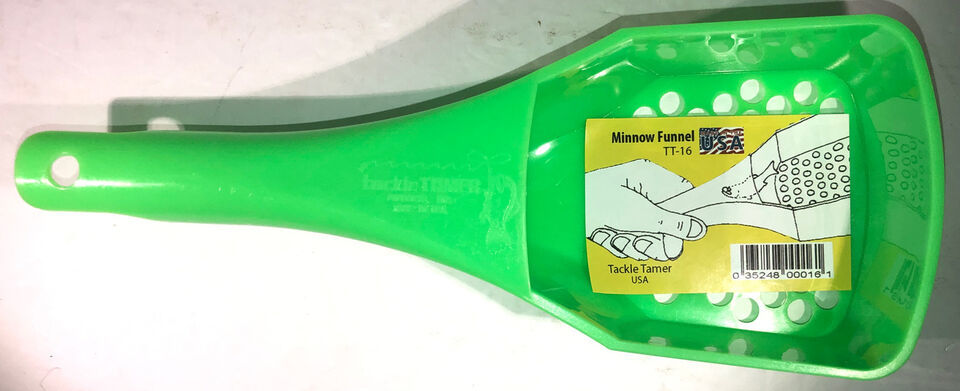 Minnow Funnel USA
TT-16
Tackle Tamer
USA
0 35248 00016 1
tackle TAMER